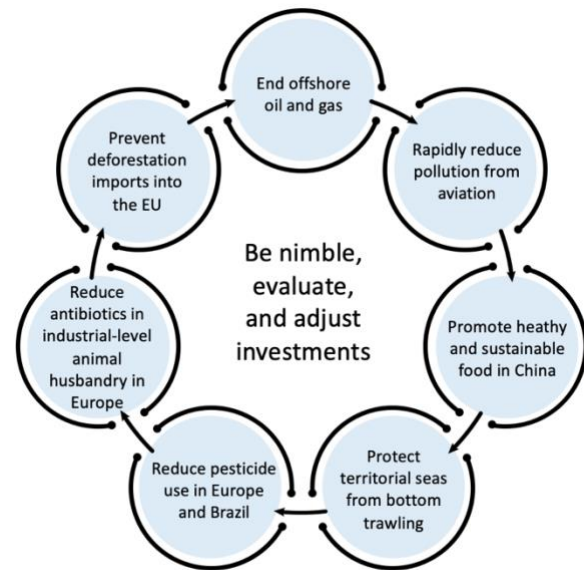 End offshore
oil and gas
Rapidly reduce
pollution from
aviation
Promote heathy
and sustainable
food in China
Protect
territorial seas
from bottom
trawling
Reduce pesticide
use in Europe
and Brazil
Reduce
antibiotics in
industrial-level
animal
husbandry in
Europe
Prevent
deforestation
imports into
the EU
Be nimble,
evaluate,
and adjust
investments